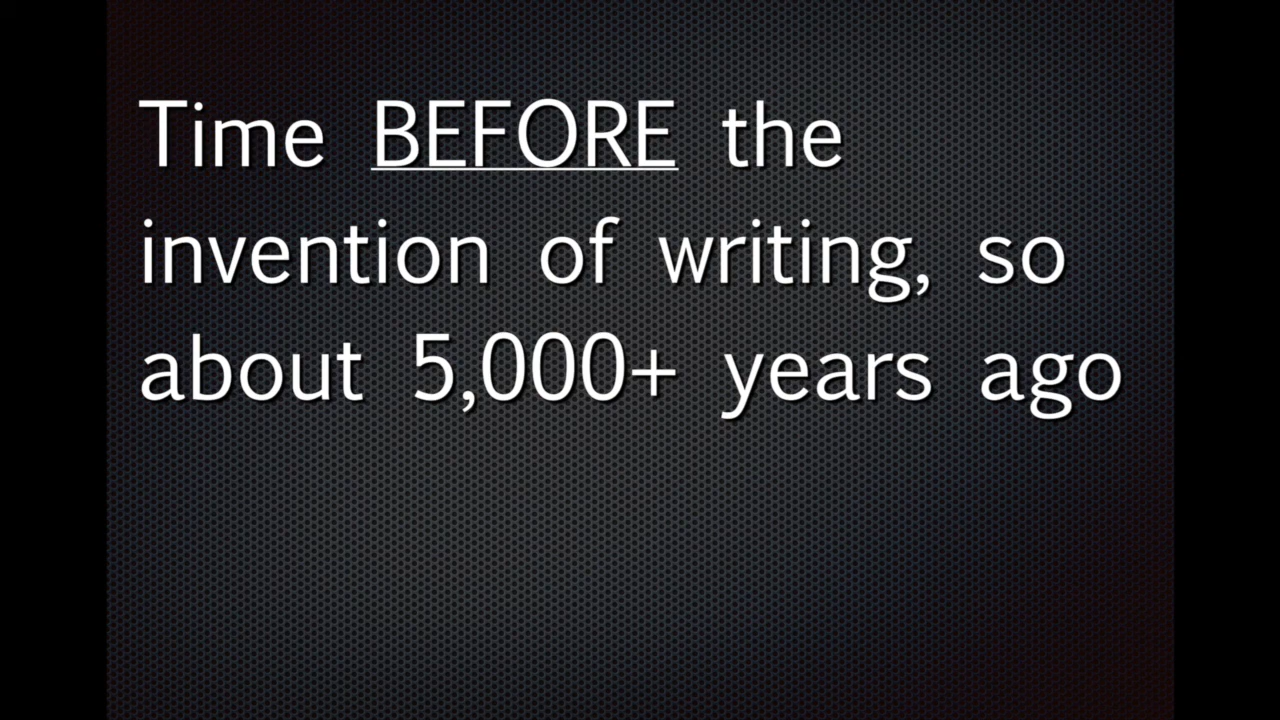 Time BEFORE the
invention of writing, so
about 5,000+ years ago